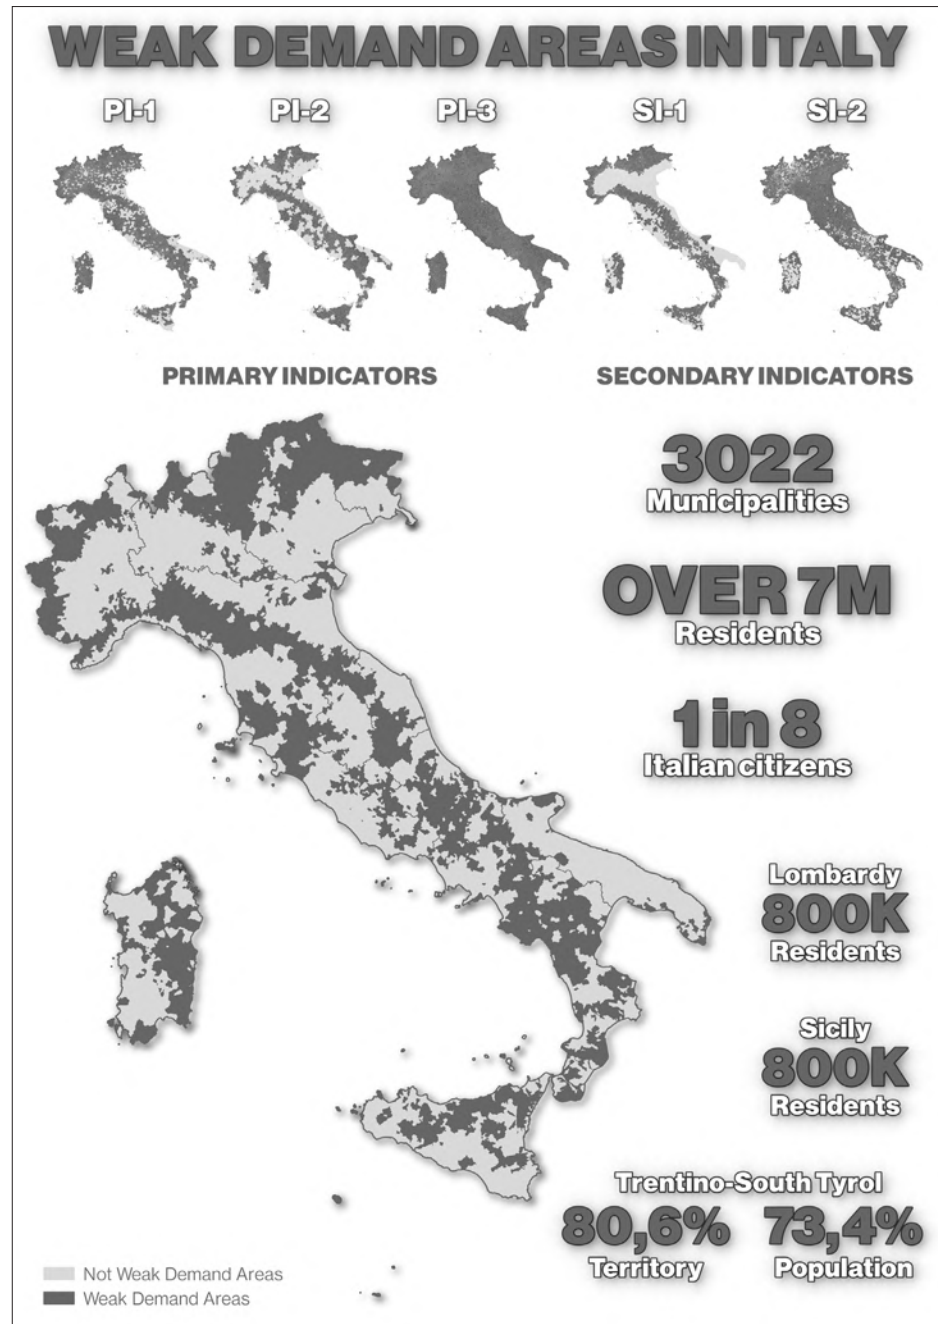 WEAK DEMAND AREAS IN ITALY
PI-1 PI-2 PI-3 SI-1 SI-2
PRIMARY INDICATORS SECONDARY INDICATORS
3022
Municipalities
OVER 7M
Residents
1 in 8
Italian citizens
Lombardy
800K
Residents
Sicily
800K
Residents
Trentino-South Tyrol
80,6% 73,4%
Territory Population
Not Weak Demand Areas
Weak Demand Areas